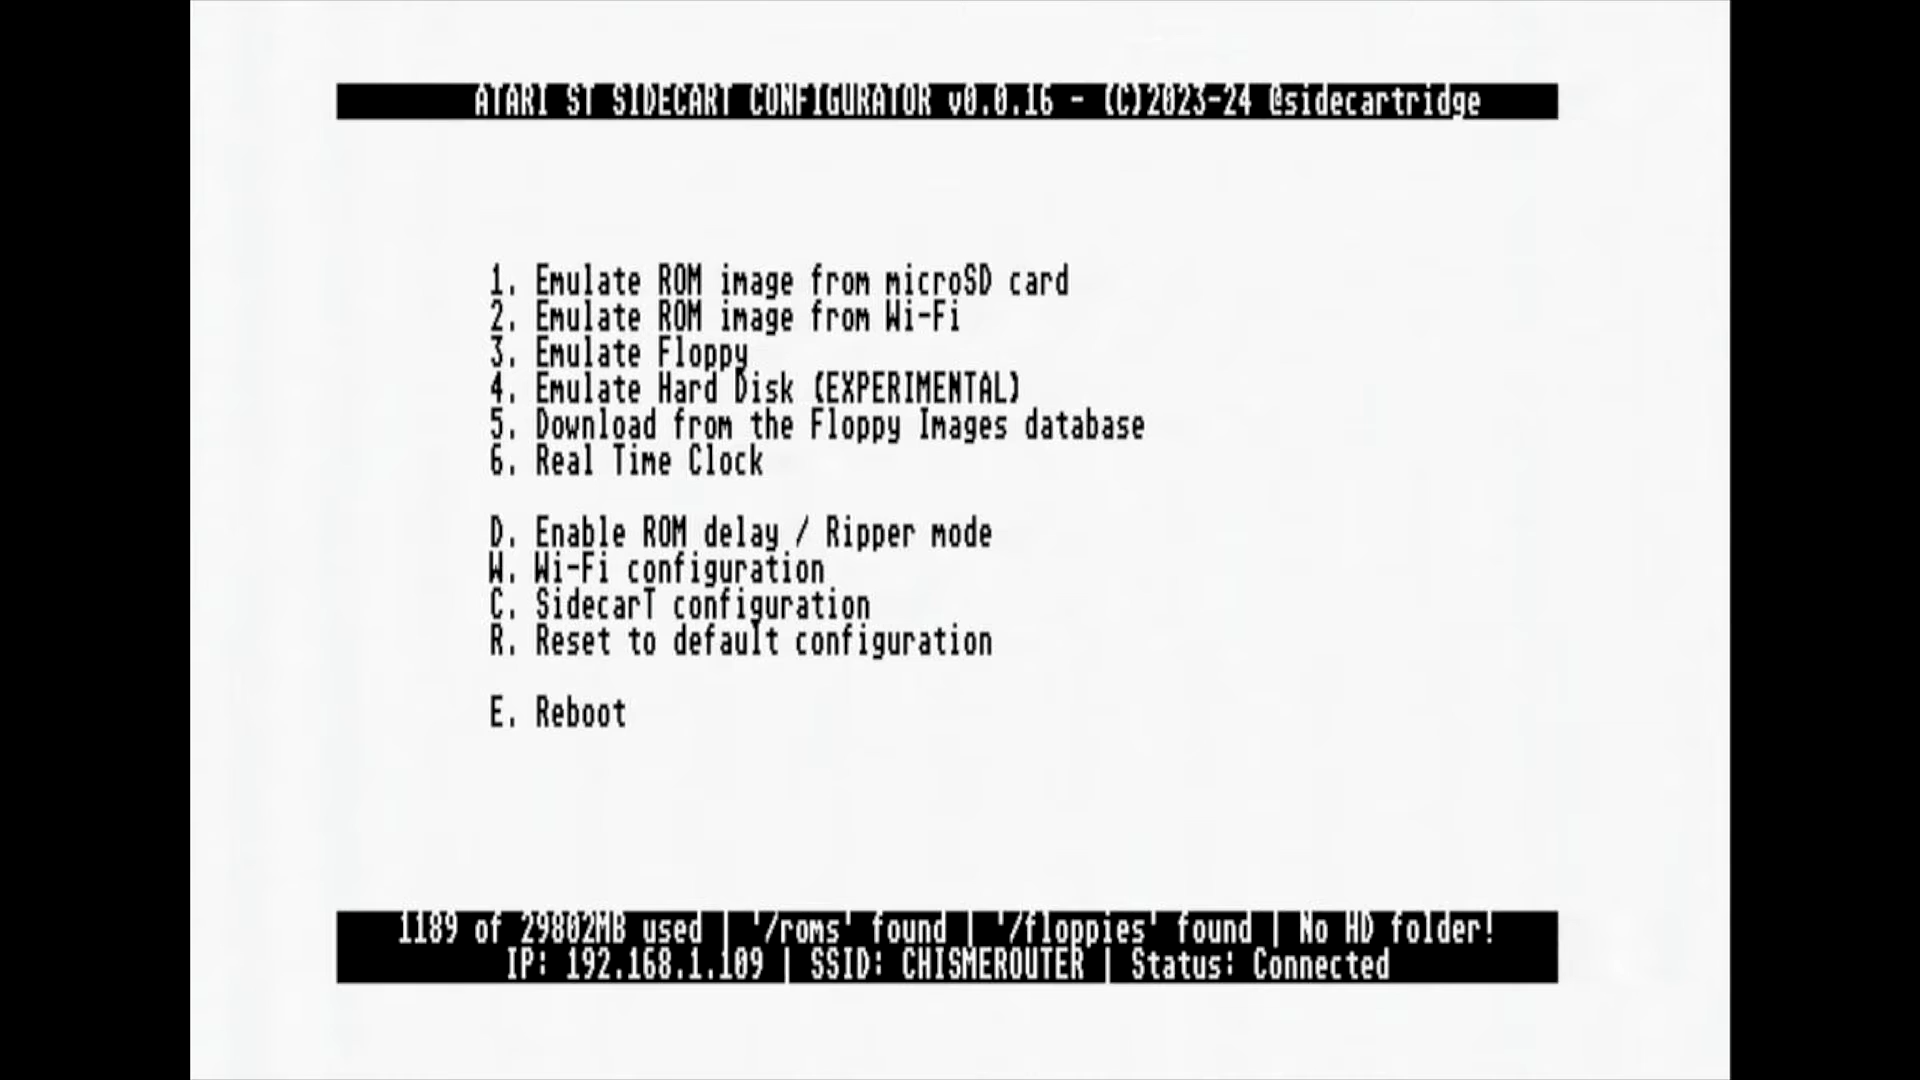 ATARI ST SIDECART CONFIGURATOR v0.0.16 - (C)2023-24 @sidecartridge
1. Emulate ROM image from microSD card
2. Emulate ROM image from Wi-Fi
3. Emulate Floppy
4. Emulate Hard Disk (EXPERIMENTAL)
5. Download from the Floppy Images database
6. Real Time Clock
D. Enable ROM delay / Ripper mode
W. Wi-Fi configuration
C. SidecarT configuration
R. Reset to default configuration
E. Reboot
1189 of 29802MB used | '/roms' found | '/floppies' found | No HD folder!
IP: 192.168.1.109 | SSID: CHISMEROUTER | Status: Connected